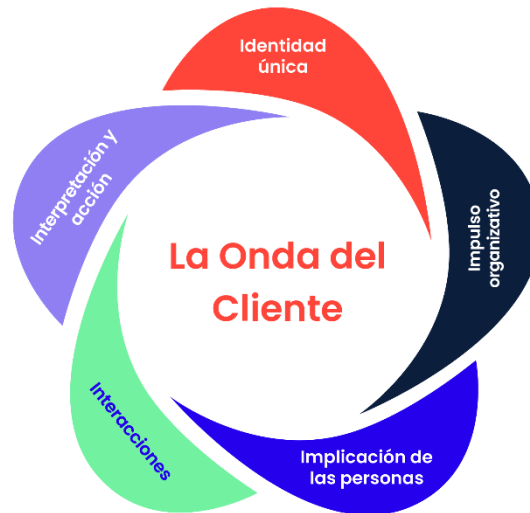 Identidad
única
Impulso
organizativo
Implicación de
las personas
Interacciones
Interpretación y
acción
La Onda del
Cliente